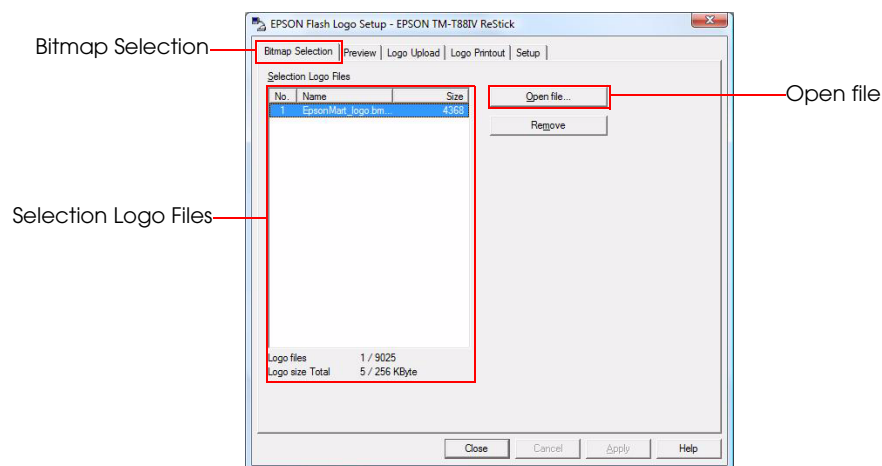 EPSON Flash Logo Setup - EPSON TM-T88IV ReStick
Bitmap Selection
Bitmap Selection Preview Logo Upload Logo Printout Setup
Selection Logo Files
No. Name Size
Open file...
Open file
1 EpsonMart_logo.bm... 4368
Remove
Selection Logo Files
Logo files 1 / 9025
Logo size Total 5 / 256 KByte
Close Cancel Apply Help